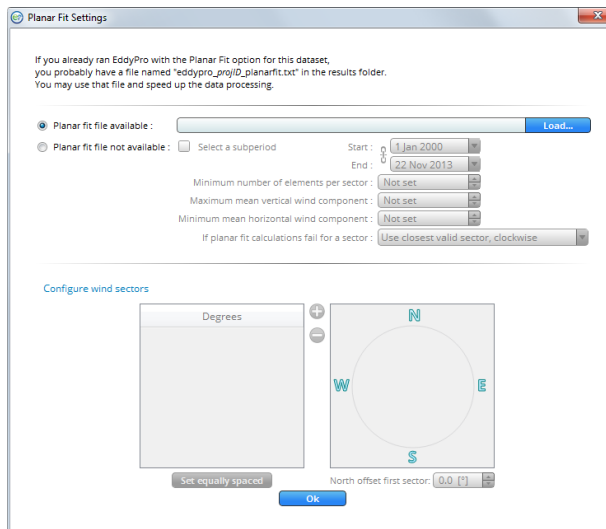 Planar Fit Settings
If you already ran EddyPro with the Planar Fit option for this dataset,
you probably have a file named "eddypro_projID_planarfit.txt" in the results folder.
You may use that file and speed up the data processing.
Planar fit file available : Load...
Planar fit file not available : Select a subperiod Start : 1 Jan 2000
End : 22 Nov 2013
Minimum number of elements per sector : Not set
Maximum mean vertical wind component : Not set
Minimum mean horizontal wind component : Not set
If planar fit calculations fail for a sector : Use closest valid sector, clockwise
Configure wind sectors
Degrees
N
W E
S
Set equally spaced North offset first sector: 0.0 [°]
Ok